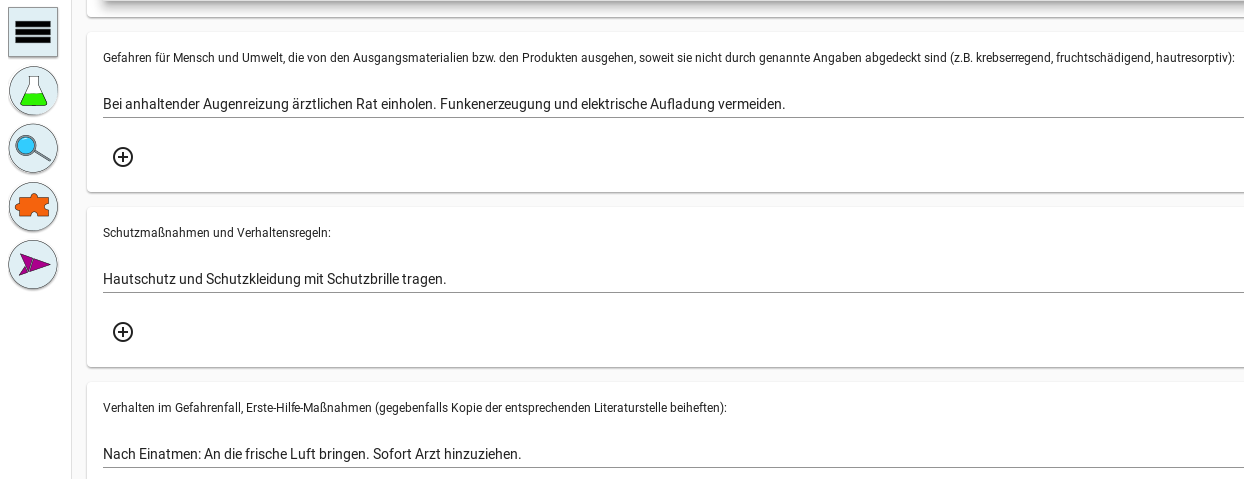 Gefahren für Mensch und Umwelt, die von den Ausgangsmaterialien bzw. den Produkten ausgehen, soweit sie nicht durch genannte Angaben abgedeckt sind (z.B. krebserregend, fruchtschädigend, hautresorptiv):
Bei anhaltender Augenreizung ärztlichen Rat einholen. Funkenerzeugung und elektrische Aufladung vermeiden.
Schutzmaßnahmen und Verhaltensregeln:
Hautschutz und Schutzkleidung mit Schutzbrille tragen.
Verhalten im Gefahrenfall, Erste-Hilfe-Maßnahmen (gegebenfalls Kopie der entsprechenden Literaturstelle beiheften):
Nach Einatmen: An die frische Luft bringen. Sofort Arzt hinzuziehen.